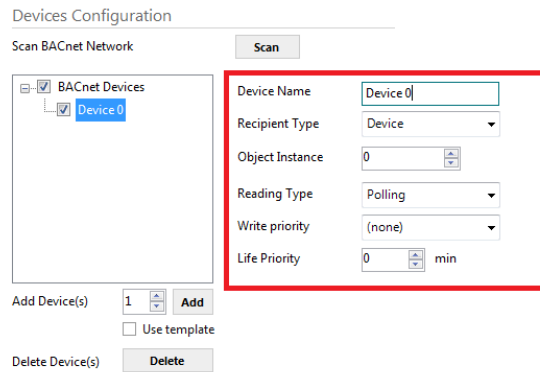 Devices Configuration
Scan BACnet Network
Scan
BACnet Devices
Device 0
Device Name
Device 0
Recipient Type
Device
Object Instance
0
Reading Type
Polling
Write priority
(none)
Life Priority
0
min
Add Device(s)
1
Add
Use template
Delete Device(s)
Delete